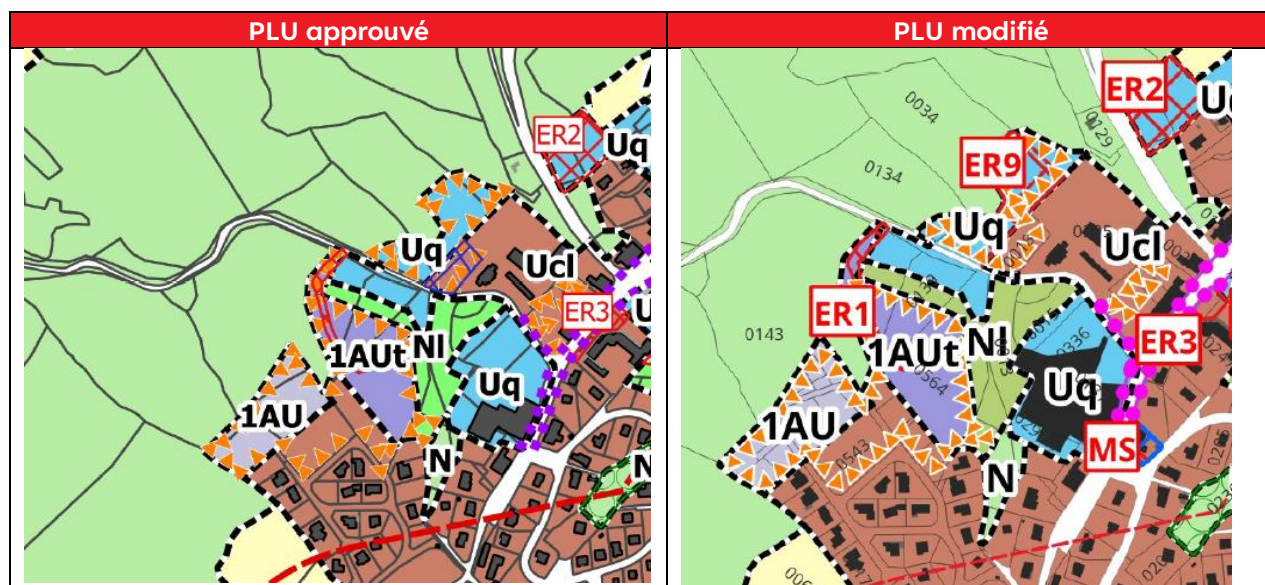 PLU approuvé
PLU modifié
ER2
Uq
Uq
Ucl
ER3
1AUt
Nl
Uq
1AU
N
N
ER2
0034
0129
ER9
0134
Uq
Ucl
ER1
0143
1AUt
Nl
0336
ER3
0564
Uq
1AU
MS
0543
N